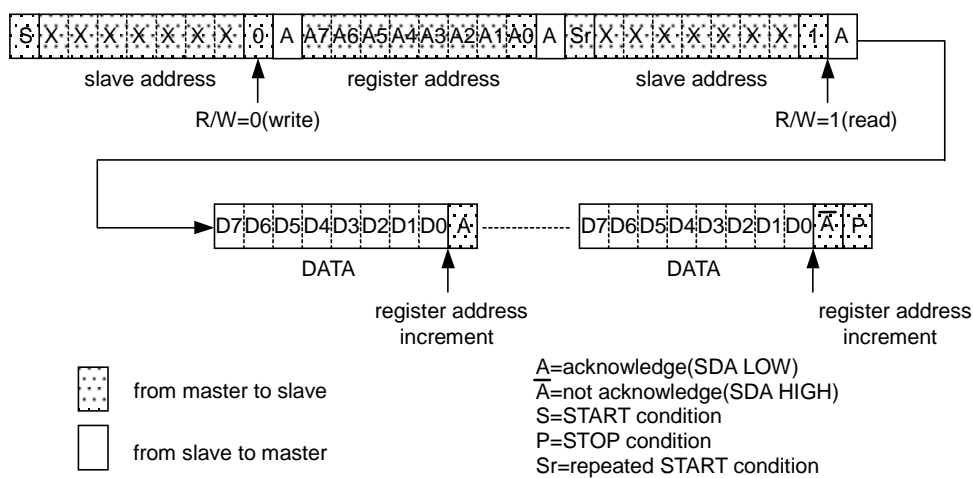 S X X X X X X X 0 A A7 A6 A5 A4 A3 A2 A1 A0 A Sr X X X X X X X 1 A
slave address register address slave address
R/W=0(write) R/W=1(read)
D7 D6 D5 D4 D3 D2 D1 D0 A D7 D6 D5 D4 D3 D2 D1 D0 A̅ P
DATA DATA
register address register address
increment increment
from master to slave
from slave to master
A=acknowledge(SDA LOW)
A̅=not acknowledge(SDA HIGH)
S=START condition
P=STOP condition
Sr=repeated START condition